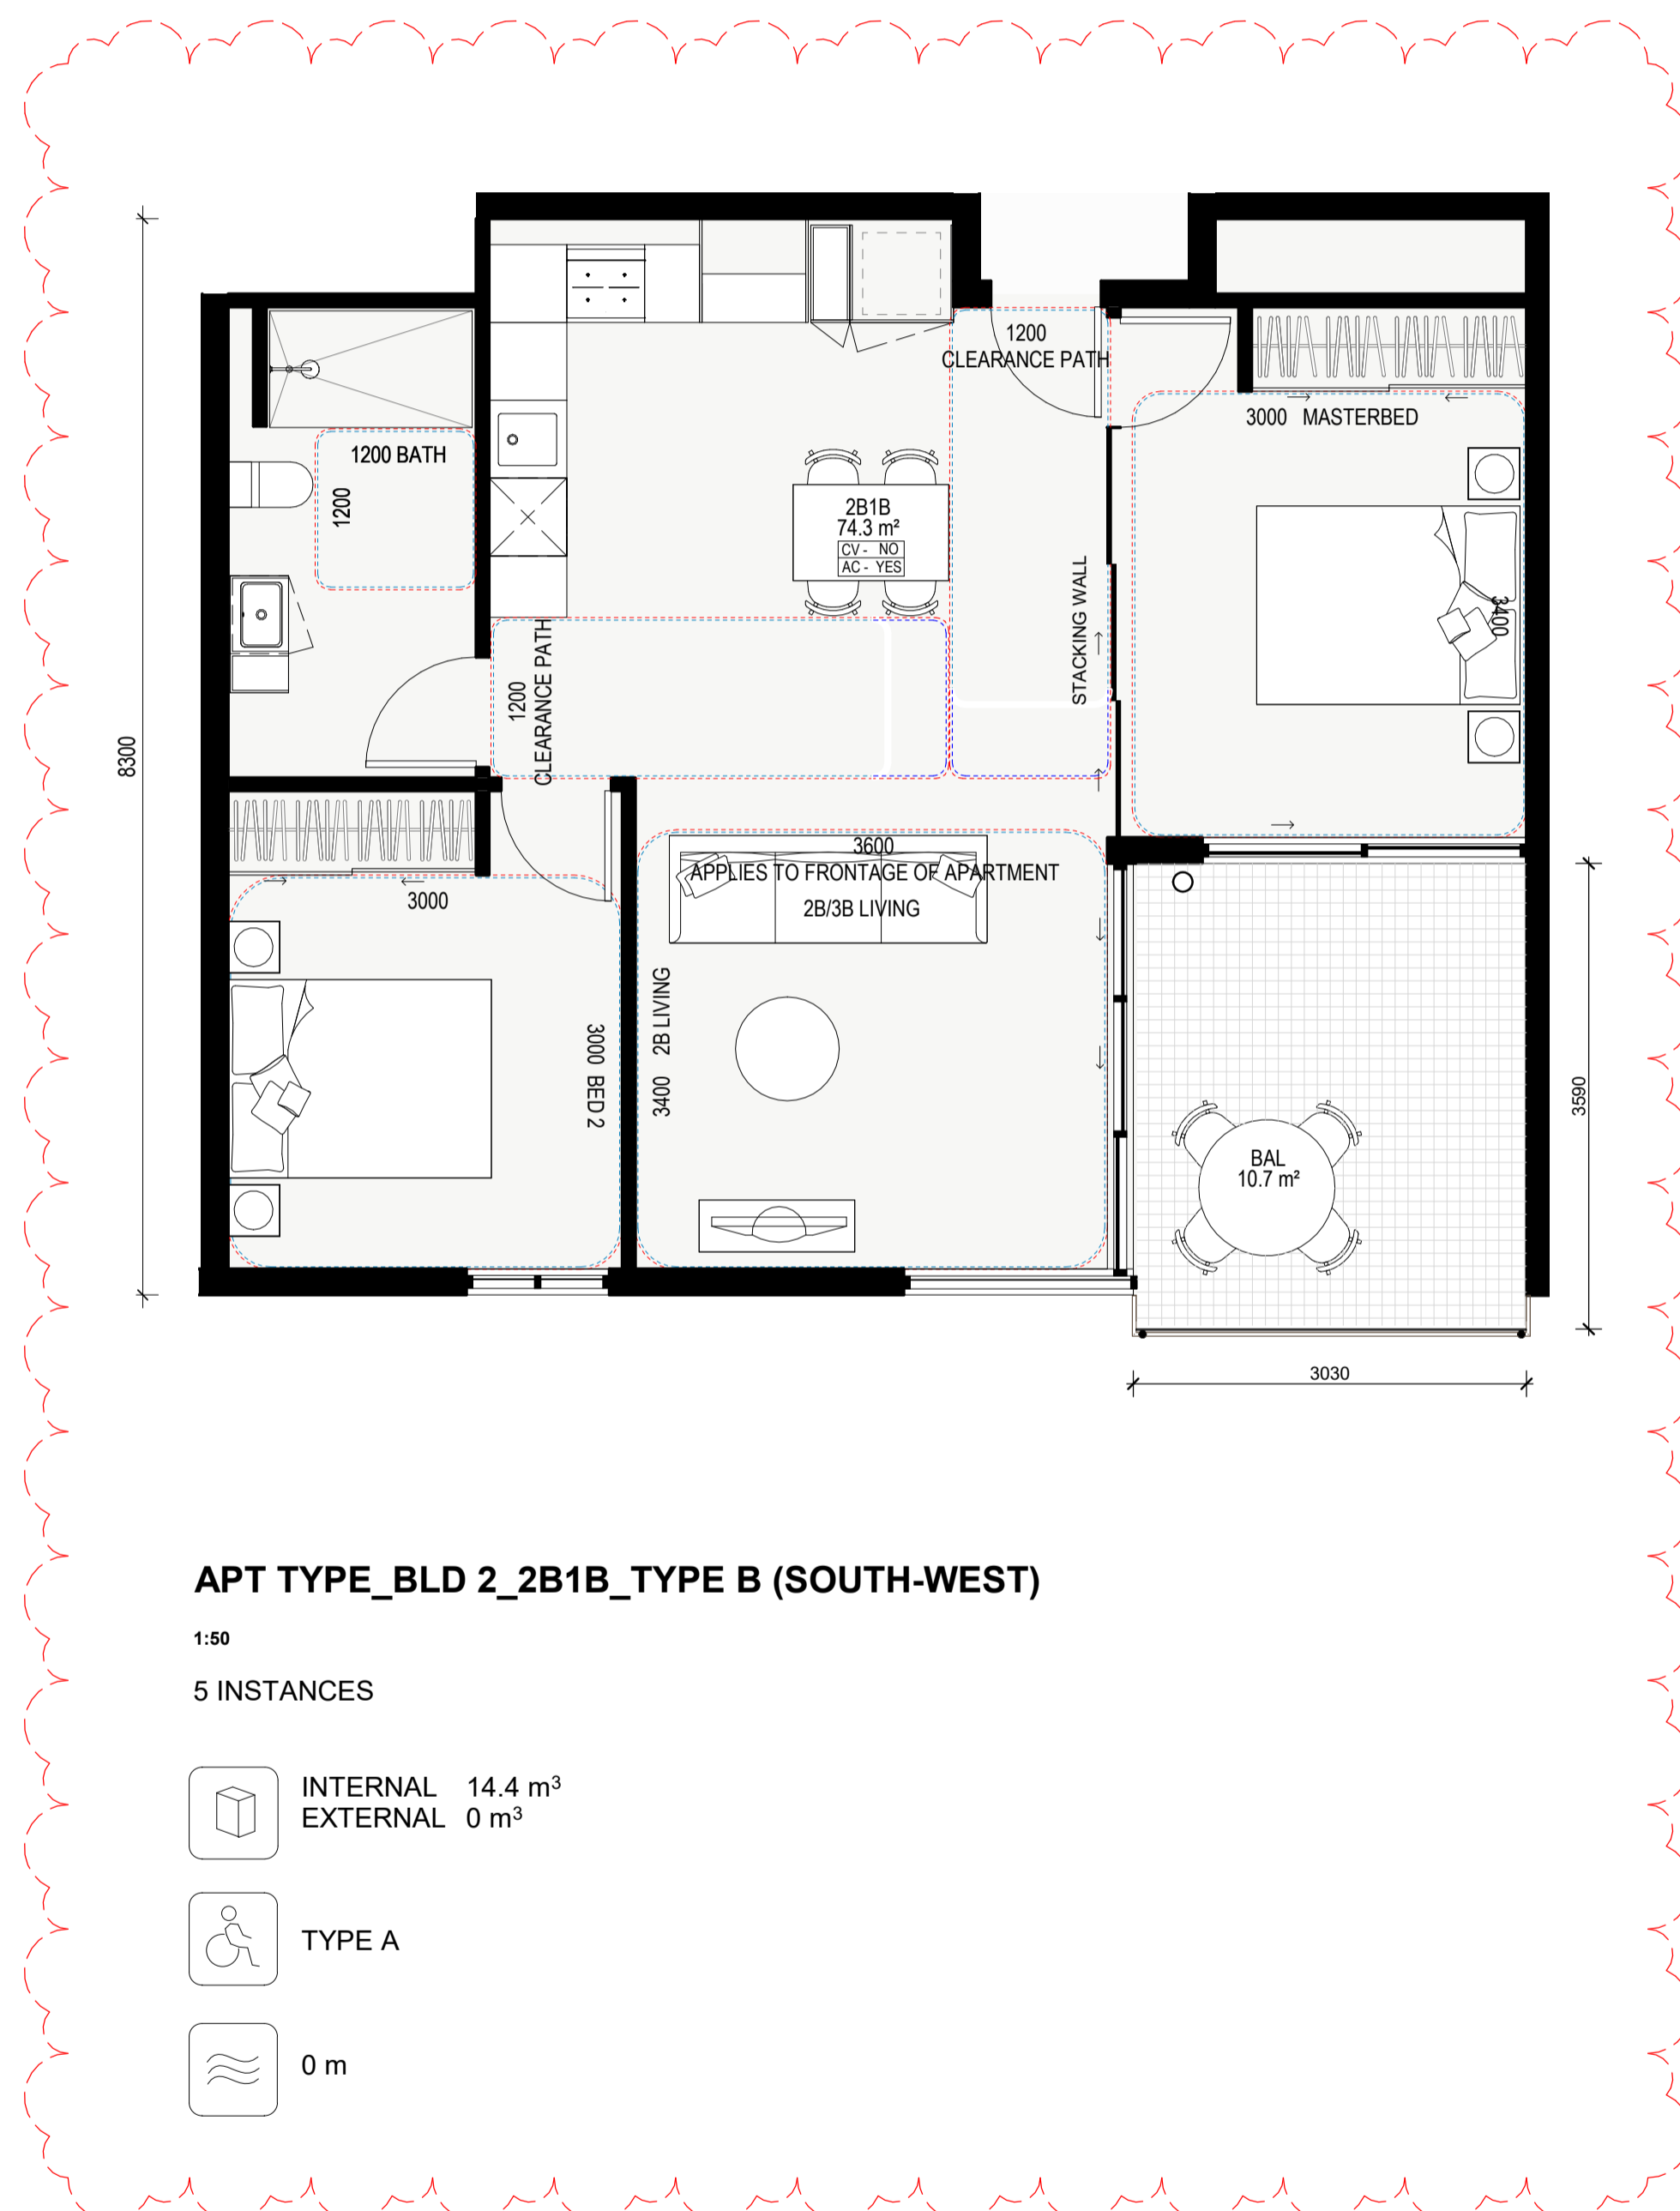 1200
CLEARANCE PATH
3000 MASTERBED
1200 BATH
1200
2B1B
74.3 m²
CV - NO
AC - YES
STACKING WALL
3400
1200
CLEARANCE PATH
8300
3600
APPLIES TO FRONTAGE OF APARTMENT
2B/3B LIVING
3000
3400 2B LIVING
3000 BED 2
3590
BAL
10.7 m²
3030
APT TYPE_BLD 2_2B1B_TYPE B (SOUTH-WEST)
1:50
5 INSTANCES
INTERNAL 14.4 m³
EXTERNAL 0 m³
TYPE A
0 m